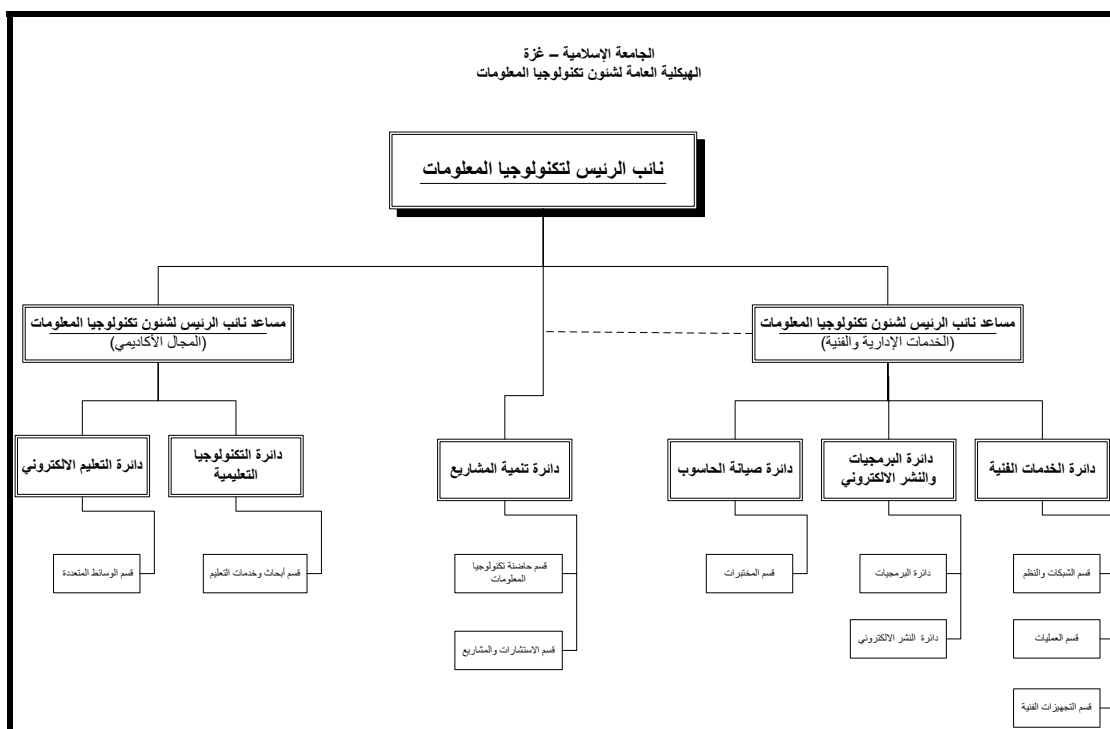 الجامعة الإسلامية – غزة
الهيكلية العامة لشئون تكنولوجيا المعلومات
نائب الرئيس لتكنولوجيا المعلومات
مساعد نائب الرئيس لشئون تكنولوجيا المعلومات
(الخدمات الإدارية والفنية)
مساعد نائب الرئيس لشئون تكنولوجيا المعلومات
(المجال الأكاديمي)
دائرة الخدمات الفنية
دائرة البرمجيات
والنشر الالكتروني
دائرة صيانة الحاسوب
دائرة تنمية المشاريع
دائرة التكنولوجيا
التعليمية
دائرة التعليم الالكتروني
قسم الشبكات والنظم
دائرة البرمجيات
قسم المختبرات
قسم حاضنة تكنولوجيا
المعلومات
قسم أبحاث وخدمات التعليم
قسم الوسائط المتعددة
قسم العمليات
دائرة النشر الالكتروني
قسم الاستشارات والمشاريع
قسم التجهيزات الفنية